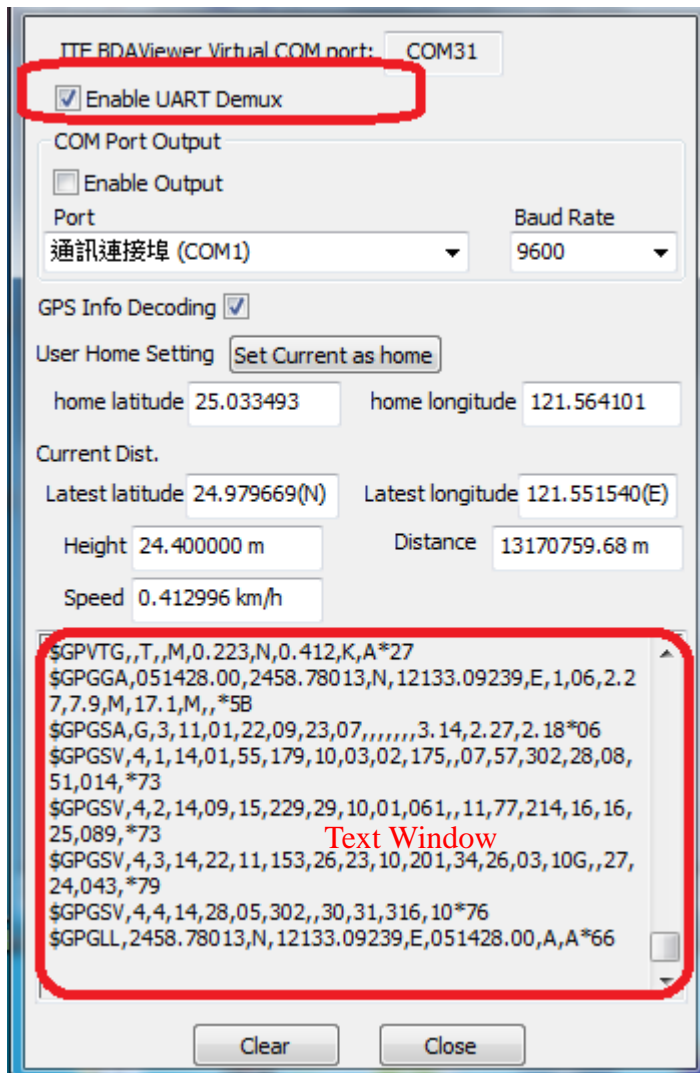 ITE BDAViewer Virtual COM port: COM31
Enable UART Demux
COM Port Output
Enable Output
Port Baud Rate
通訊連接埠 (COM1) 9600
GPS Info Decoding
User Home Setting Set Current as home
home latitude 25.033493 home longitude 121.564101
Current Dist.
Latest latitude 24.979669(N) Latest longitude 121.551540(E)
Height 24.400000 m Distance 13170759.68 m
Speed 0.412996 km/h
$GPVTG,,T,,M,0.223,N,0.412,K,A*27
$GPGGA,051428.00,2458.78013,N,12133.09239,E,1,06,2.2
7,7.9,M,17.1,M,,*5B
$GPGSA,G,3,11,01,22,09,23,07,,,,,,,3.14,2.27,2.18*06
$GPGSV,4,1,14,01,55,179,10,03,02,175,,07,57,302,28,08,
51,014,*73
$GPGSV,4,2,14,09,15,229,29,10,01,061,,11,77,214,16,16,
25,089,*73
Text Window
$GPGSV,4,3,14,22,11,153,26,23,10,201,34,26,03,10G,,27,
24,043,*79
$GPGSV,4,4,14,28,05,302,,30,31,316,10*76
$GPGLL,2458.78013,N,12133.09239,E,051428.00,A,A*66
Clear Close